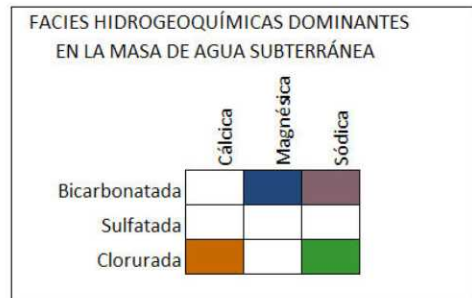 FACIES HIDROGEOQUÍMICAS DOMINANTES
EN LA MASA DE AGUA SUBTERRÁNEA
Cálcica
Magnésica
Sódica
Bicarbonatada
Sulfatada
Clorurada